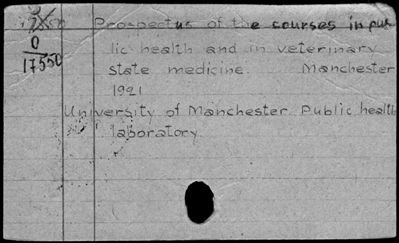 Prospectus of the courses in pub
0
lic health and in veterinary
17550
state medicine. Manchester
1921
University of Manchester. Public health
laboratory.